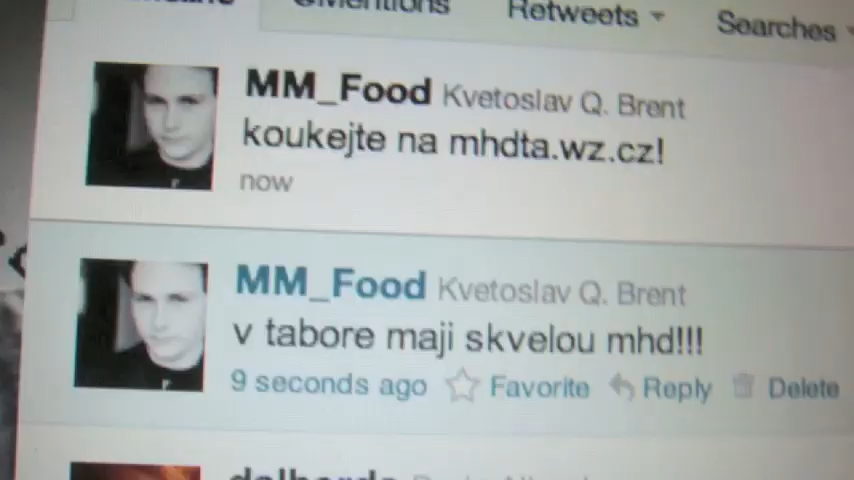 Retweets
Searches
MM_Food Kvetoslav Q. Brent
koukejte na mhdta.wz.cz!
now
MM_Food Kvetoslav Q. Brent
v tabore maji skvelou mhd!!!
9 seconds ago Favorite Reply Delete